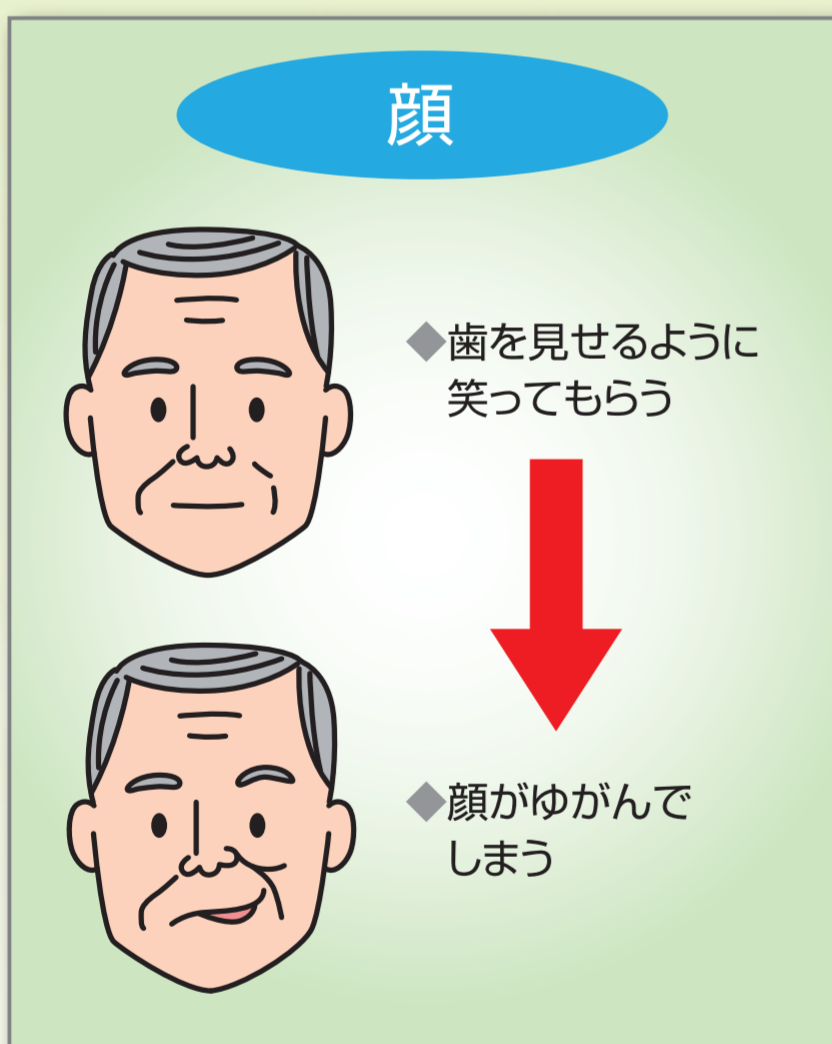 顔
◆歯を見せるように
笑ってもらう
◆顔がゆがんで
しまう